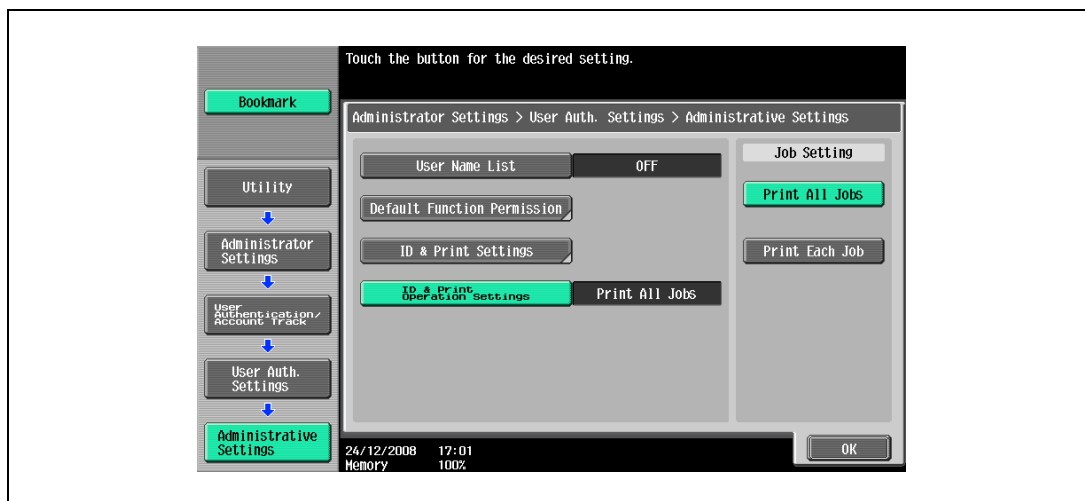 Touch the button for the desired setting.
Bookmark
Administrator Settings > User Auth. Settings > Administrative Settings
User Name List
OFF
Default Function Permission
ID & Print Settings
ID & Print
Operation Settings
Print All Jobs
Job Setting
Print All Jobs
Print Each Job
Utility
Administrator
Settings
User
Authentication/
Account Track
User Auth.
Settings
Administrative
Settings
24/12/2008 17:01
Memory 100%
OK